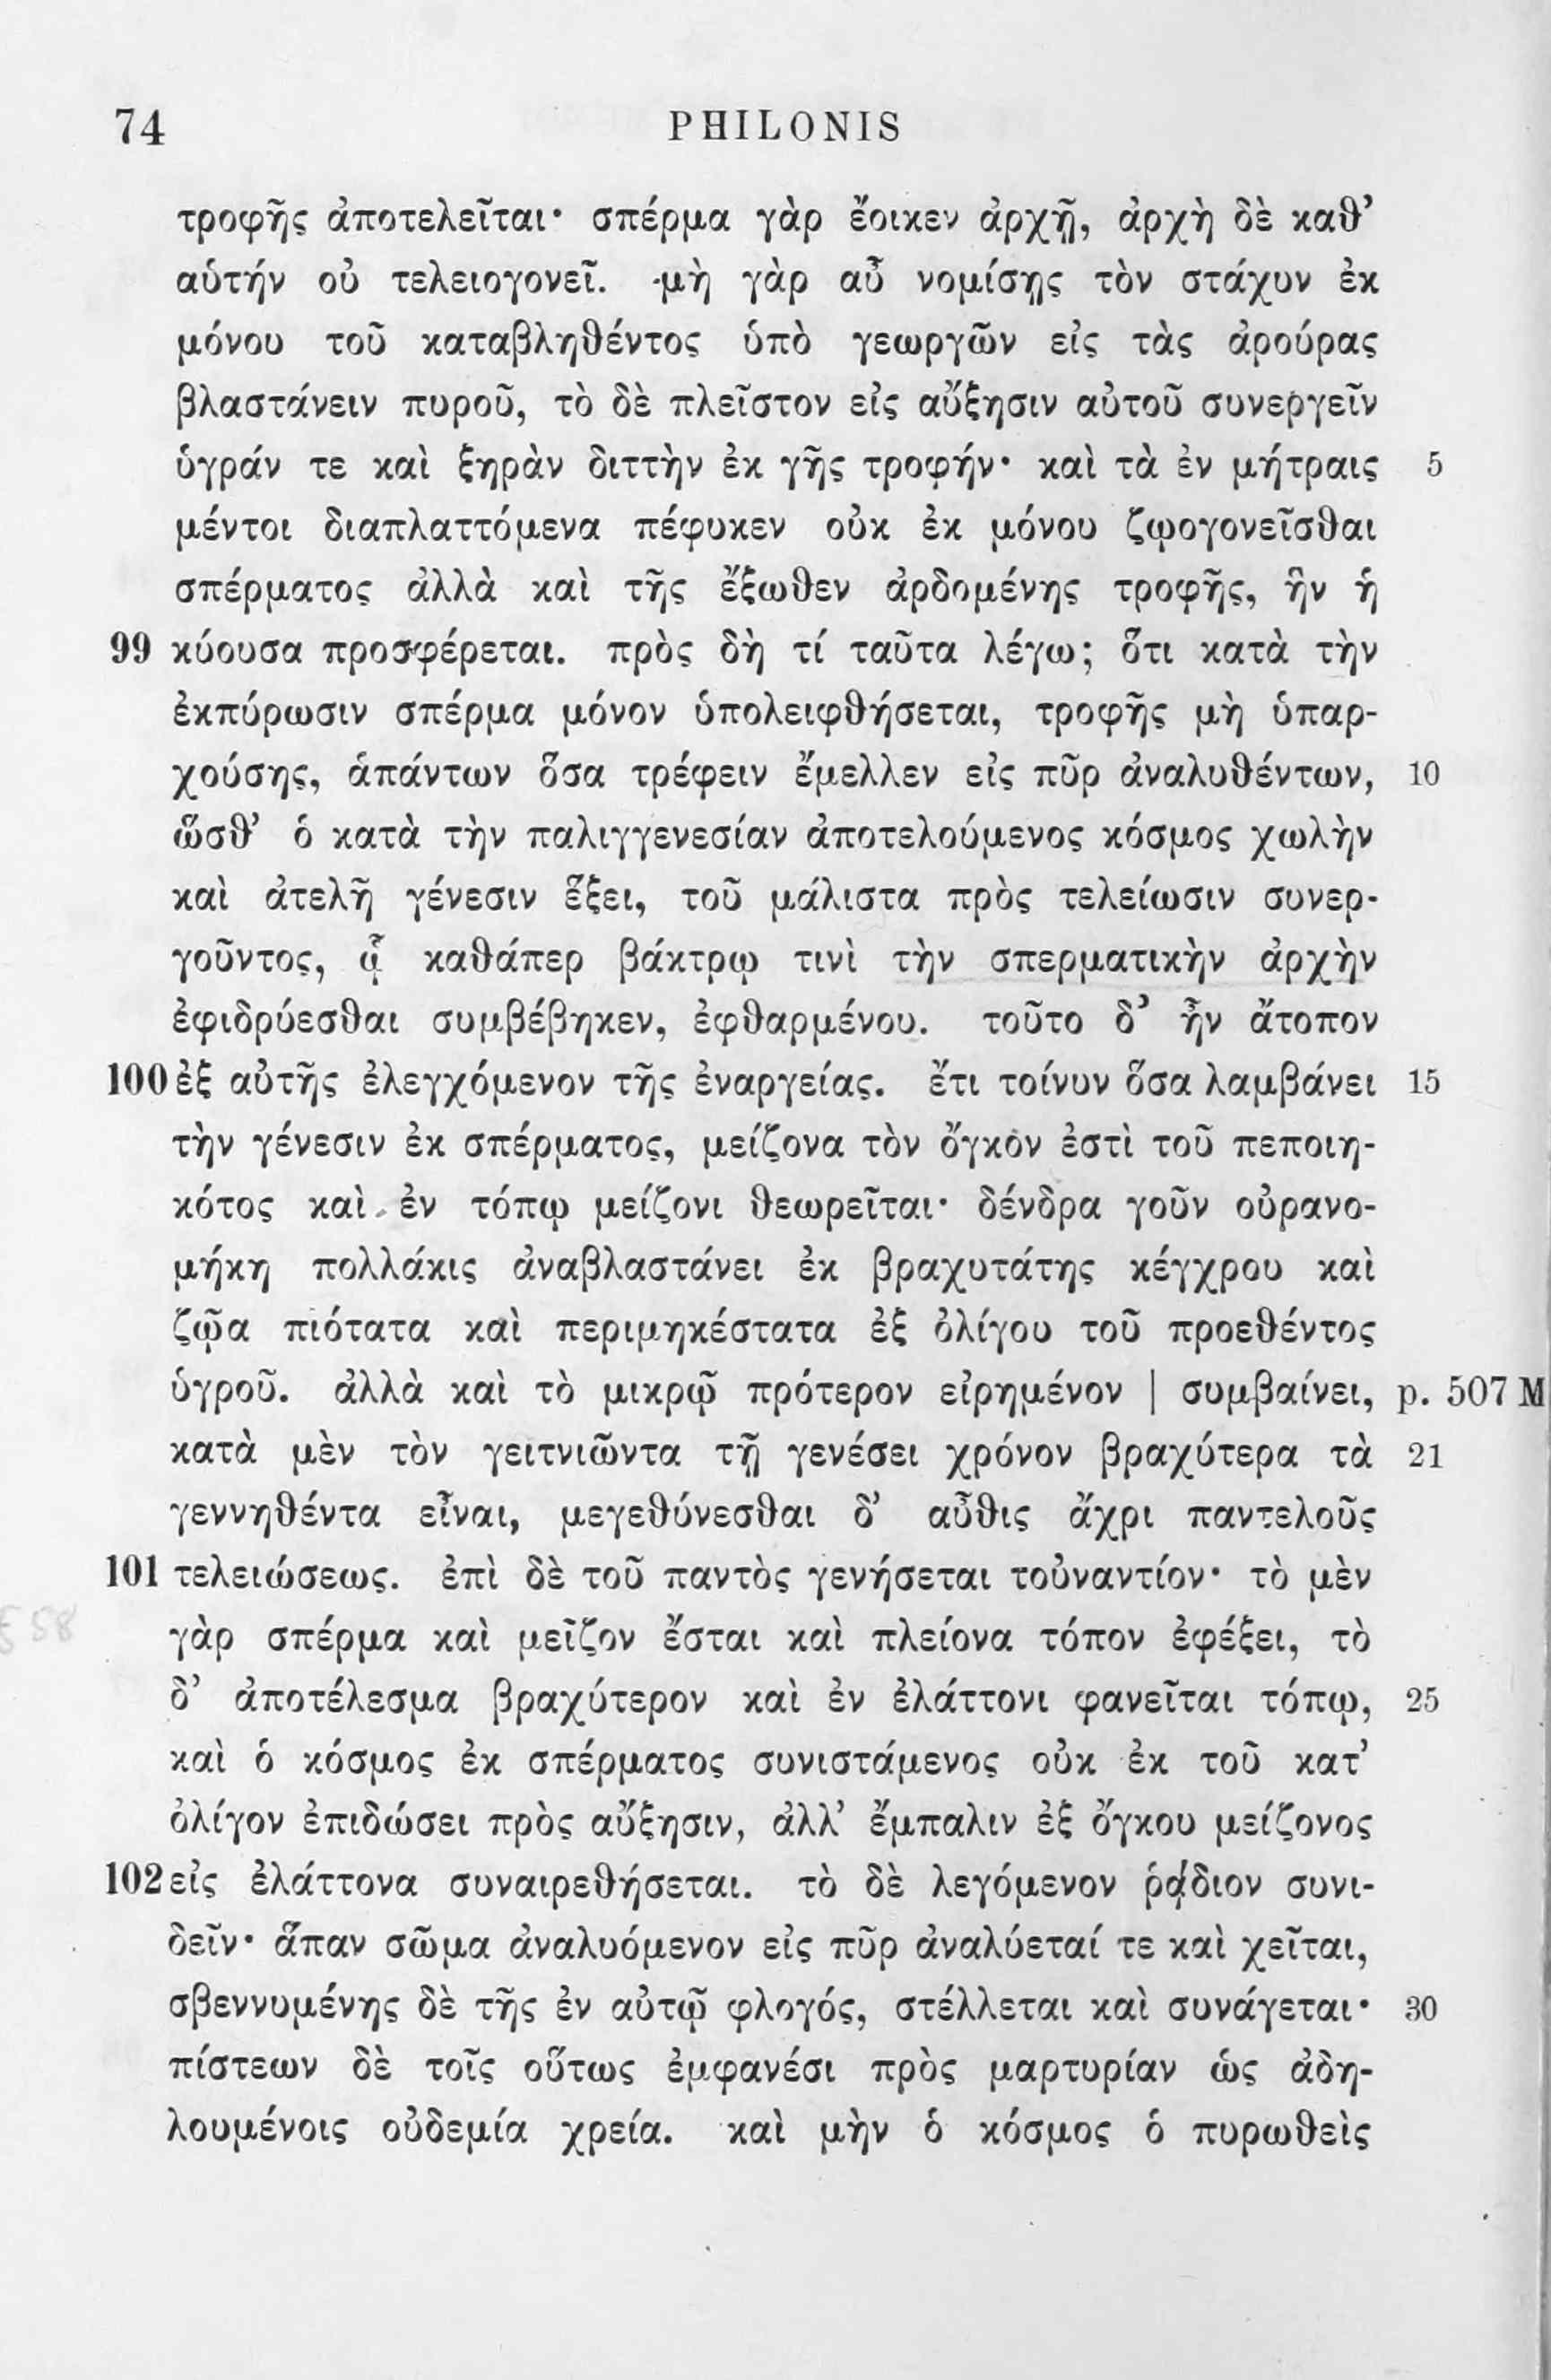 74 PHILONIS
τροφῆς ἀποτελεῖται· σπέρμα γὰρ ἔοικεν ἀρχῇ, ἀρχὴ δὲ καθ’
αὑτήν οὐ τελειογονεῖ. μὴ γὰρ αὖ νομίσῃς τὸν στάχυν ἐκ
μόνου τοῦ καταβληθέντος ὑπὸ γεωργῶν εἰς τὰς ἀρούρας
βλαστάνειν πυροῦ, τὸ δὲ πλεῖστον εἰς αὔξησιν αὐτοῦ συνεργεῖν
ὑγράν τε καὶ ξηρὰν διττὴν ἐκ γῆς τροφήν· καὶ τὰ ἐν μήτραις 5
μέντοι διαπλαττόμενα πέφυκεν οὐκ ἐκ μόνου ζῳογονεῖσθαι
σπέρματος ἀλλὰ καὶ τῆς ἔξωθεν ἀρδομένης τροφῆς, ἣν ἡ
99 κύουσα προσφέρεται. πρὸς δὴ τί ταῦτα λέγω; ὅτι κατὰ τὴν
ἐκπύρωσιν σπέρμα μόνον ὑπολειφθήσεται, τροφῆς μὴ ὑπαρ-
χούσης, ἁπάντων ὅσα τρέφειν ἔμελλεν εἰς πῦρ ἀναλυθέντων, 10
ὥσθ’ ὁ κατὰ τὴν παλιγγενεσίαν ἀποτελούμενος κόσμος χωλὴν
καὶ ἀτελῆ γένεσιν ἕξει, τοῦ μάλιστα πρὸς τελείωσιν συνερ-
γοῦντος, ᾧ καθάπερ βάκτρῳ τινὶ τὴν σπερματικὴν ἀρχὴν
ἐφιδρύεσθαι συμβέβηκεν, ἐφθαρμένου. τοῦτο δ’ ἦν ἄτοπον
100 ἐξ αὐτῆς ἐλεγχόμενον τῆς ἐναργείας. ἔτι τοίνυν ὅσα λαμβάνει 15
τὴν γένεσιν ἐκ σπέρματος, μείζονα τὸν ὄγκον ἐστὶ τοῦ πεποιη-
κότος καὶ ἐν τόπῳ μείζονι θεωρεῖται· δένδρα γοῦν οὐρανο-
μήκη πολλάκις ἀναβλαστάνει ἐκ βραχυτάτης κέγχρου καὶ
ζῷα πιότατα καὶ περιμηκέστατα ἐξ ὀλίγου τοῦ προεθέντος
ὑγροῦ. ἀλλὰ καὶ τὸ μικρῷ πρότερον εἰρημένον | συμβαίνει, p. 507 M
κατὰ μὲν τὸν γειτνιῶντα τῇ γενέσει χρόνον βραχύτερα τὰ 21
γεννηθέντα εἶναι, μεγεθύνεσθαι δ’ αὖθις ἄχρι παντελοῦς
101 τελειώσεως. ἐπὶ δὲ τοῦ παντὸς γενήσεται τοὐναντίον· τὸ μὲν
γὰρ σπέρμα καὶ μεῖζον ἔσται καὶ πλείονα τόπον ἐφέξει, τὸ
δ’ ἀποτέλεσμα βραχύτερον καὶ ἐν ἐλάττονι φανεῖται τόπῳ, 25
καὶ ὁ κόσμος ἐκ σπέρματος συνιστάμενος οὐκ ἐκ τοῦ κατ’
ὀλίγον ἐπιδώσει πρὸς αὔξησιν, ἀλλ’ ἔμπαλιν ἐξ ὄγκου μείζονος
102 εἰς ἐλάττονα συναιρεθήσεται. τὸ δὲ λεγόμενον ῥᾴδιον συνι-
δεῖν· ἅπαν σῶμα ἀναλυόμενον εἰς πῦρ ἀναλύεταί τε καὶ χεῖται,
σβεννυμένης δὲ τῆς ἐν αὐτῷ φλογός, στέλλεται καὶ συνάγεται· 30
πίστεων δὲ τοῖς οὕτως ἐμφανέσι πρὸς μαρτυρίαν ὡς ἀδη-
λουμένοις οὐδεμία χρεία. καὶ μὴν ὁ κόσμος ὁ πυρωθεὶς